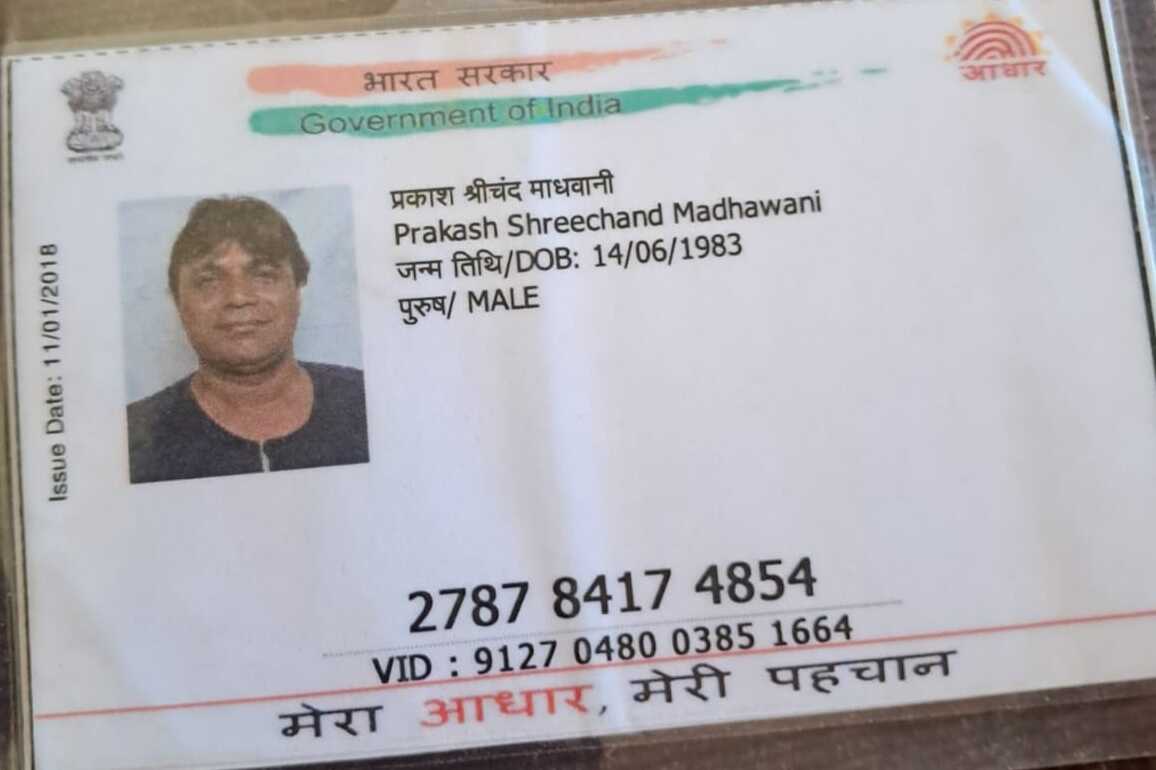 भारत सरकार
Government of India
आधार
प्रकाश श्रीचंद माधवानी
Prakash Shreechand Madhawani
जन्म तिथि/DOB: 14/06/1983
पुरुष/ MALE
Issue Date: 11/01/2018
2787 8417 4854
VID : 9127 0480 0385 1664
मेरा आधार, मेरी पहचान